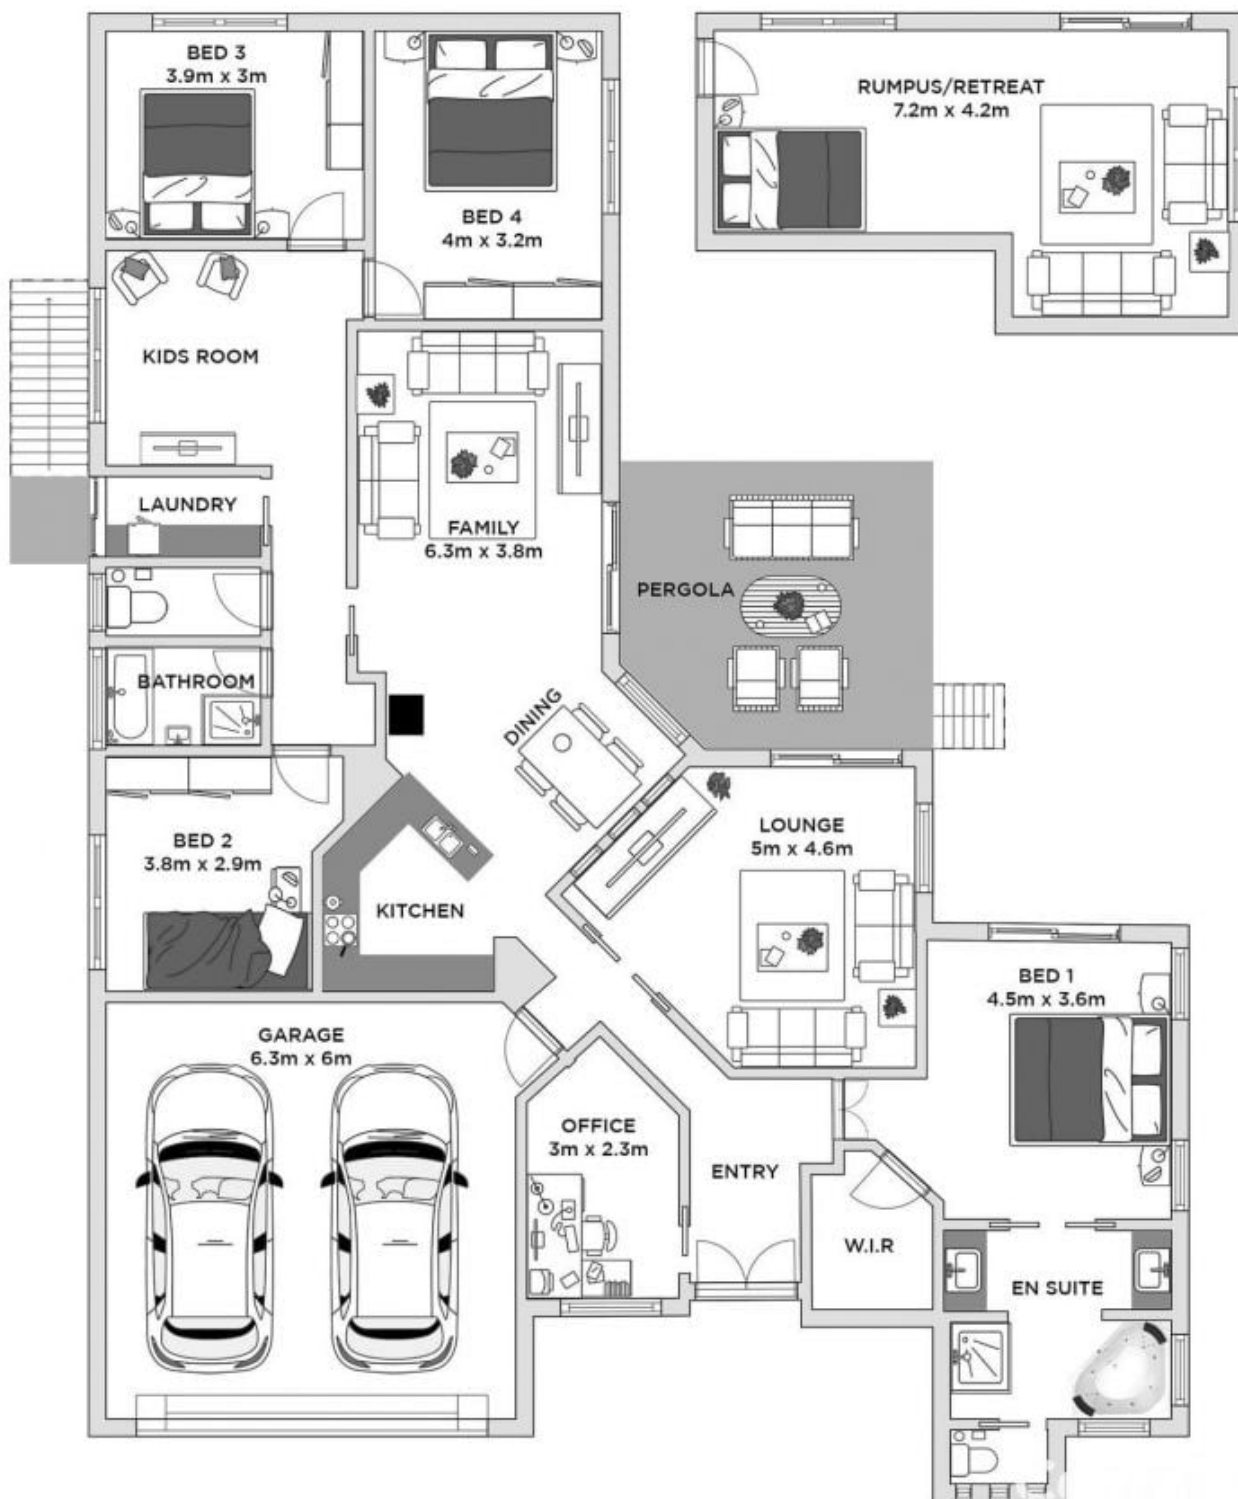 BED 3
3.9m x 3m
BED 4
4m x 3.2m
RUMPUS/RETREAT
7.2m x 4.2m
KIDS ROOM
LAUNDRY
FAMILY
6.3m x 3.8m
PERGOLA
BATHROOM
DINING
BED 2
3.8m x 2.9m
LOUNGE
5m x 4.6m
KITCHEN
BED 1
4.5m x 3.6m
GARAGE
6.3m x 6m
OFFICE
3m x 2.3m
ENTRY
W.I.R
EN SUITE